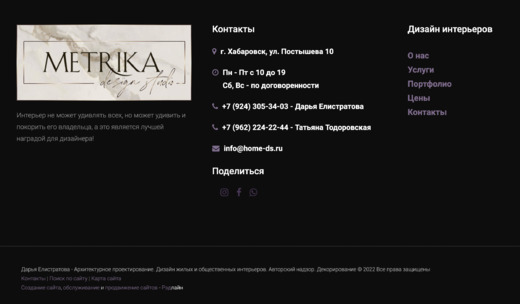 METRIKA
design studio
Интерьер не может удивлять всех, но может удивить и
покорить его владельца, а это является лучшей
наградой для дизайнера!
Контакты
г. Хабаровск, ул. Постышева 10
Пн - Пт с 10 до 19
Сб, Вс - по договоренности
+7 (924) 305-34-03 - Дарья Елистратова
+7 (962) 224-22-44 - Татьяна Тодоровская
info@home-ds.ru
Поделиться
Дизайн интерьеров
О нас
Услуги
Портфолио
Цены
Контакты
Дарья Елистратова - Архитектурное проектирование. Дизайн жилых и общественных интерьеров. Авторский надзор. Декорирование © 2022 Все права защищены
Контакты | Поиск по сайту | Карта сайта
Создание сайта, обслуживание и продвижение сайтов - Рэдлайн